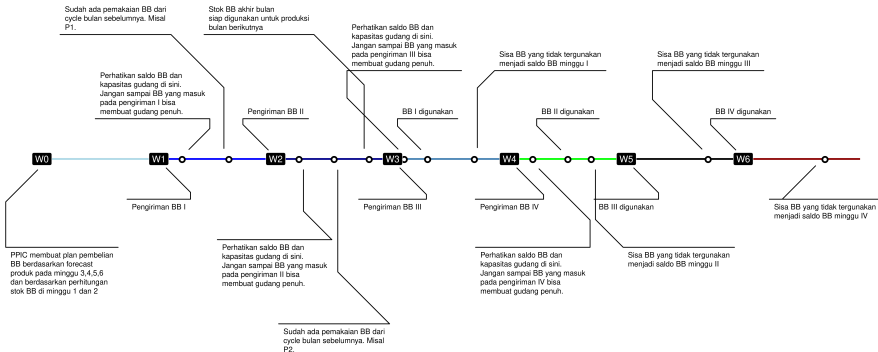 Sudah ada pemakaian BB dari
cycle bulan sebelumnya. Misal
P1.
Stok BB akhir bulan
siap digunakan untuk produksi
bulan berikutnya
Perhatikan saldo BB dan
kapasitas gudang di sini.
Jangan sampai BB yang masuk
pada pengiriman III bisa
membuat gudang penuh.
Sisa BB yang tidak tergunakan
menjadi saldo BB minggu I
Sisa BB yang tidak tergunakan
menjadi saldo BB minggu III
Perhatikan saldo BB dan
kapasitas gudang di sini.
Jangan sampai BB yang masuk
pada pengiriman I bisa
membuat gudang penuh.
Pengiriman BB II
BB I digunakan
BB II digunakan
BB IV digunakan
W0
W1
W2
W3
W4
W5
W6
Pengiriman BB I
Pengiriman BB III
Pengiriman BB IV
BB III digunakan
Sisa BB yang tidak tergunakan
menjadi saldo BB minggu IV
PPIC membuat plan pembelian
BB berdasarkan forecast
produk pada minggu 3,4,5,6
dan berdasarkan perhitungan
stok BB di minggu 1 dan 2
Perhatikan saldo BB dan
kapasitas gudang di sini.
Jangan sampai BB yang masuk
pada pengiriman II bisa
membuat gudang penuh.
Perhatikan saldo BB dan
kapasitas gudang di sini.
Jangan sampai BB yang masuk
pada pengiriman IV bisa
membuat gudang penuh.
Sisa BB yang tidak tergunakan
menjadi saldo BB minggu II
Sudah ada pemakaian BB dari
cycle bulan sebelumnya. Misal
P2.